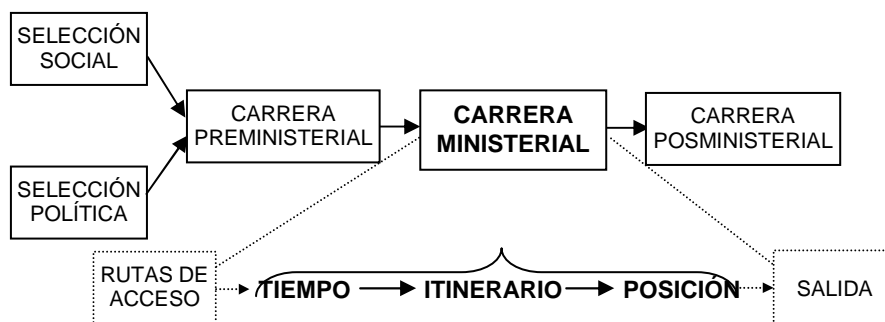 SELECCIÓN
SOCIAL
CARRERA
PREMINISTERIAL
CARRERA
MINISTERIAL
CARRERA
POSMINISTERIAL
SELECCIÓN
POLÍTICA
RUTAS DE
ACCESO
TIEMPO
ITINERARIO
POSICIÓN
SALIDA